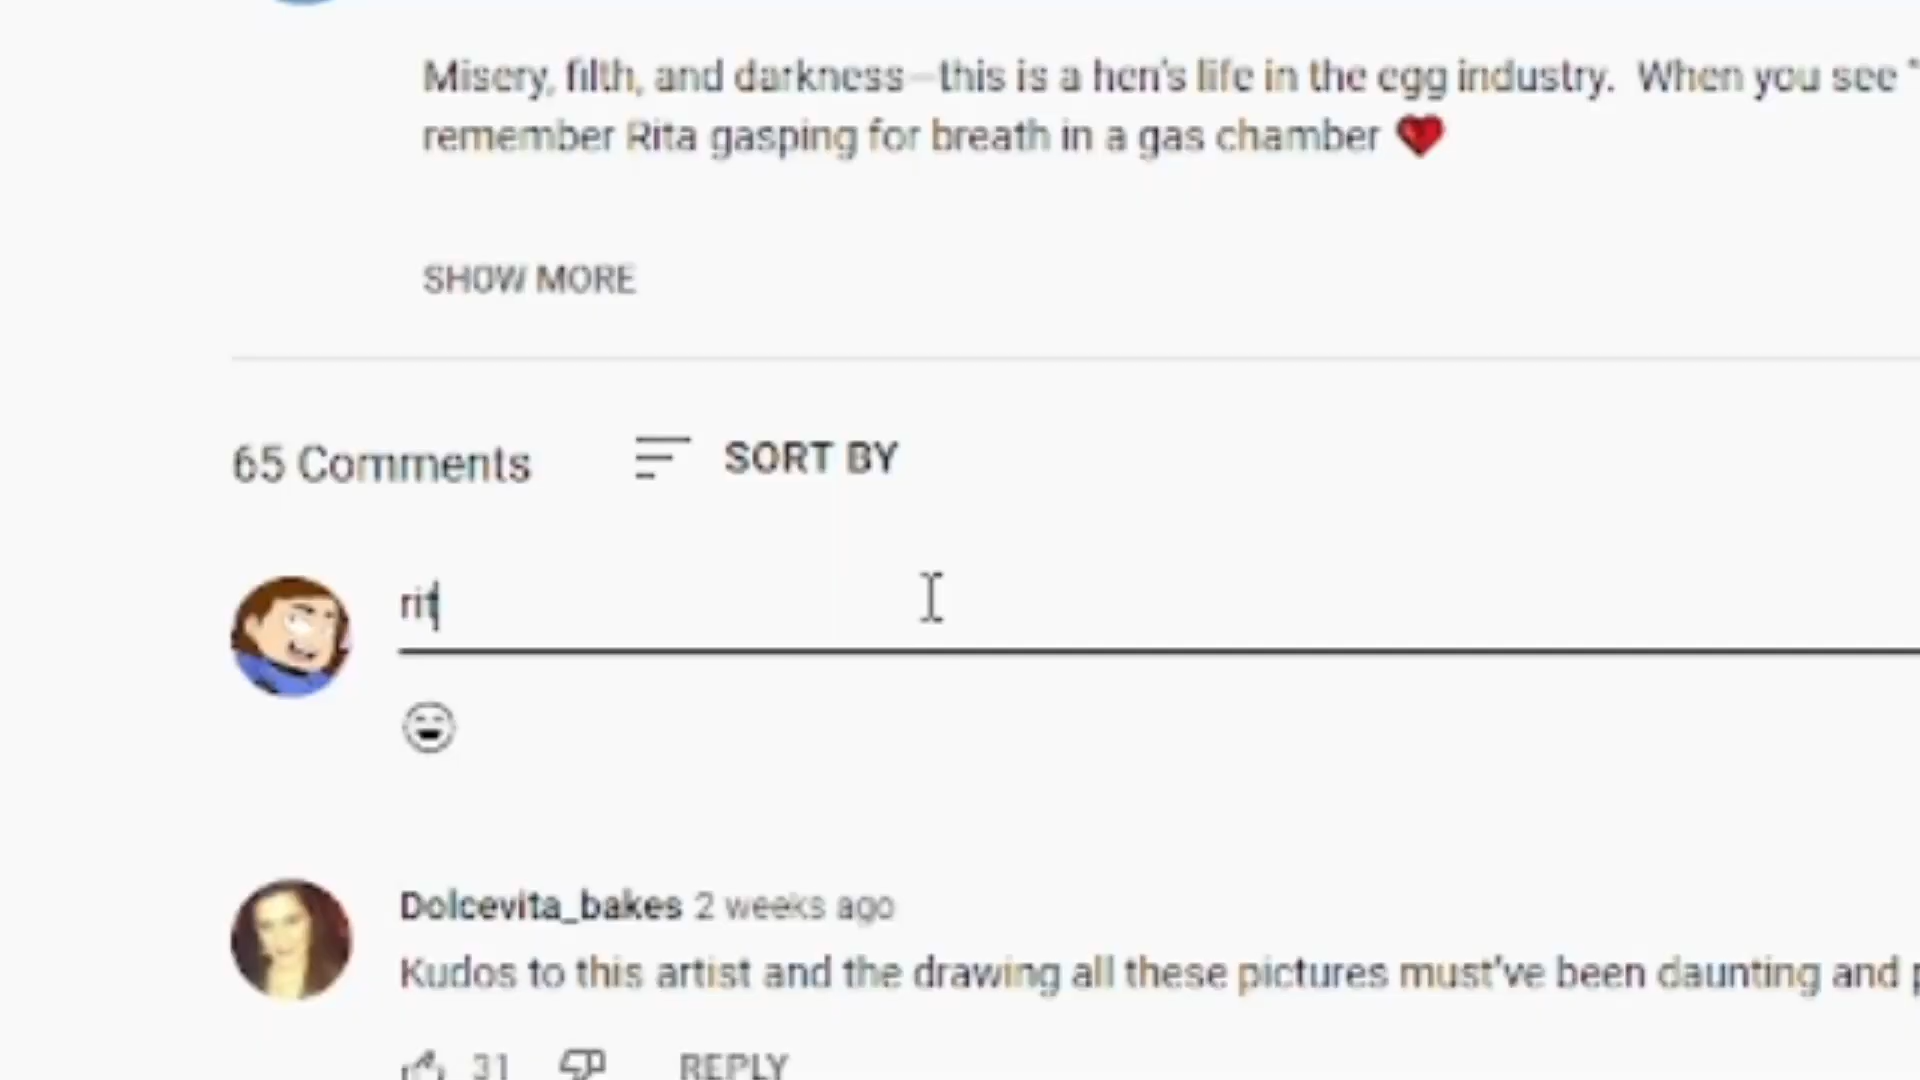 Misery, filth, and darkness—this is a hen's life in the egg industry. When you see "
remember Rita gasping for breath in a gas chamber ❤
SHOW MORE
65 Comments SORT BY
rit
Dolcevita_bakes 2 weeks ago
Kudos to this artist and the drawing all these pictures must've been daunting and p
31 REPLY